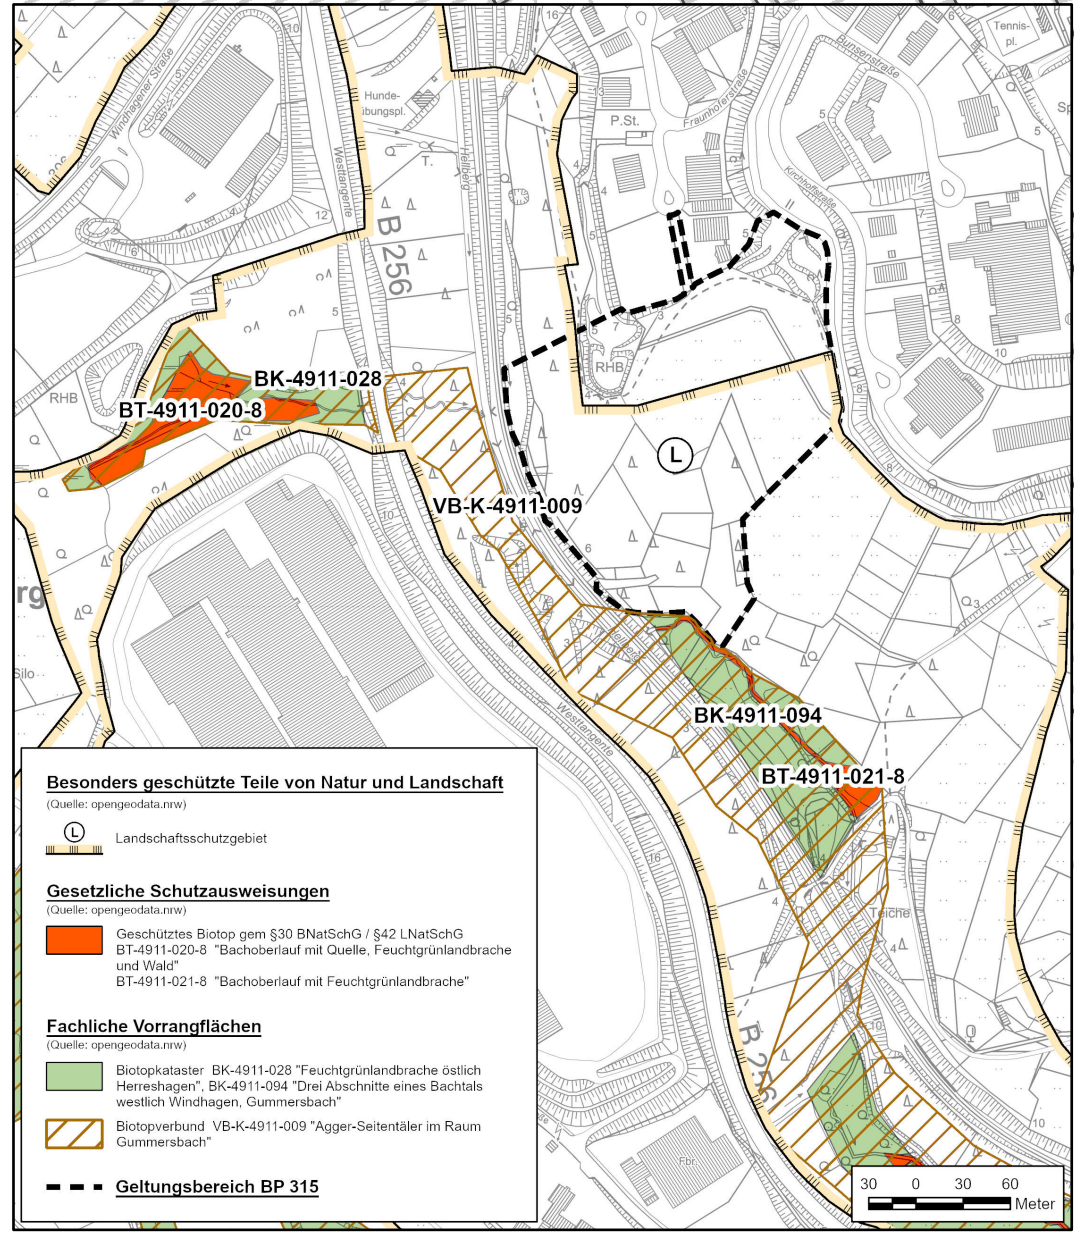 16
10
Windhagener Straße
Hunde-
übungspl.
T.
Westtangente
Hellberg
B 256
P.St.
Fraunhoferstraße
Bunsenstraße
Kirchhoffstraße
Tennis-
pl.
Sp
12
RHB
RHB
BK-4911-028
BT-4911-020-8
L
VB-K-4911-009
rg
Silo
Hellberg
Westtangente
BK-4911-094
BT-4911-021-8
Teiche
B 256
Fbr.
Besonders geschützte Teile von Natur und Landschaft
(Quelle: opengeodata.nrw)
L
Landschaftsschutzgebiet
Gesetzliche Schutzausweisungen
(Quelle: opengeodata.nrw)
Geschütztes Biotop gem §30 BNatSchG / §42 LNatSchG
BT-4911-020-8 "Bachoberlauf mit Quelle, Feuchtgrünlandbrache
und Wald"
BT-4911-021-8 "Bachoberlauf mit Feuchtgrünlandbrache"
Fachliche Vorrangflächen
(Quelle: opengeodata.nrw)
Biotopkataster BK-4911-028 "Feuchtgrünlandbrache östlich
Herreshagen", BK-4911-094 "Drei Abschnitte eines Bachtals
westlich Windhagen, Gummersbach"
Biotopverbund VB-K-4911-009 "Agger-Seitentäler im Raum
Gummersbach"
Geltungsbereich BP 315
30 0 30 60
Meter